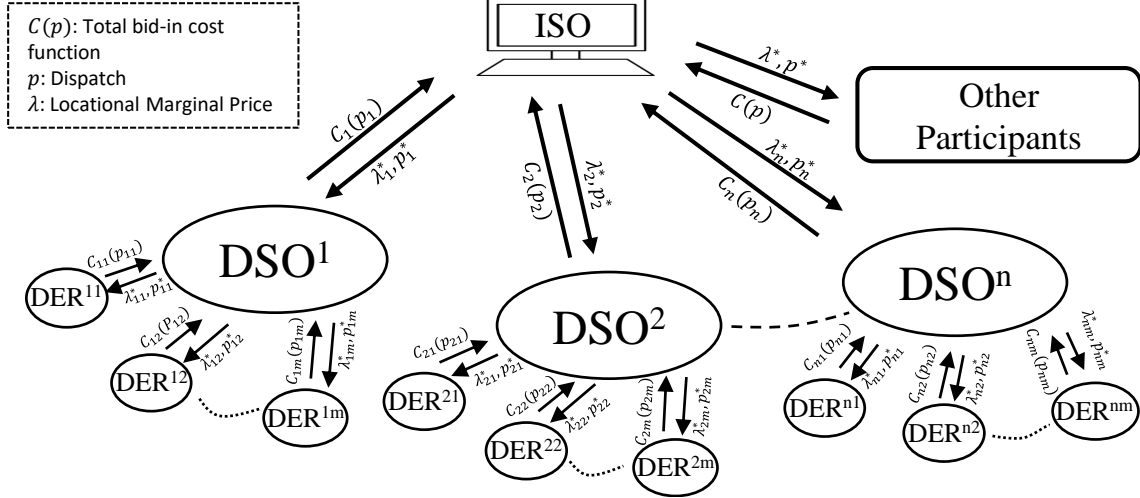 C(p): Total bid-in cost
function
p: Dispatch
λ: Locational Marginal Price
ISO
λ*, p*
C(p)
Other
Participants
C₁(p₁)
λ₁*, p₁*
C₂(p₂)
λ₂*, p₂*
λₙ*, pₙ*
Cₙ(pₙ)
DSO¹
DSO²
DSOⁿ
C₁₁(p₁₁)
λ₁₁*, p₁₁*
DER¹¹
C₁₂(P₁₂)
λ₁₂*, p₁₂*
DER¹²
C₁ₘ(p₁ₘ)
λ₁ₘ*, p₁ₘ*
DER¹ᵐ
C₂₁(p₂₁)
λ₂₁*, p₂₁*
DER²¹
C₂₂(p₂₂)
λ₂₂*, p₂₂*
DER²²
C₂ₘ(p₂ₘ)
λ₂ₘ*, p₂ₘ*
DER²ᵐ
Cₙ₁(pₙ₁)
λₙ₁*, pₙ₁*
DERⁿ¹
Cₙ₂(pₙ₂)
λₙ₂*, pₙ₂*
DERⁿ²
Cₙₘ(pₙₘ)
λₙₘ*, pₙₘ*
DERⁿᵐ